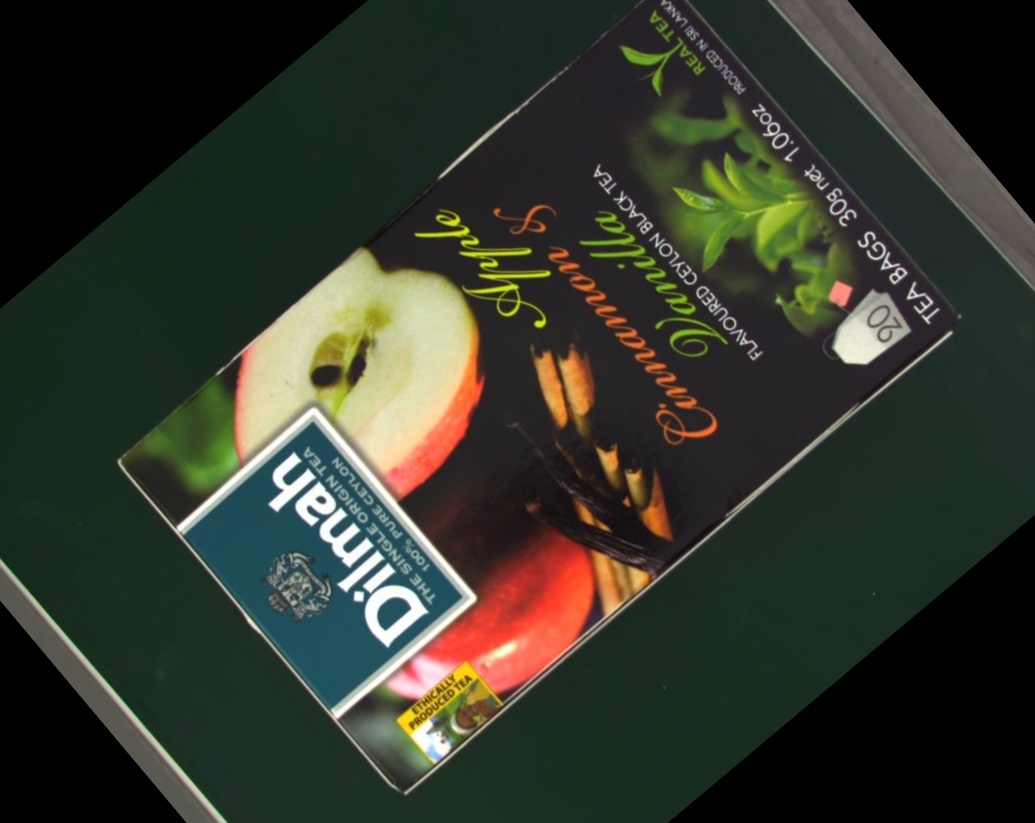 Dilmah
THE SINGLE ORIGIN TEA
100% PURE CEYLON
ETHICALLY
PRODUCED TEA
Apple
Cinnamon &
Vanilla
FLAVOURED CEYLON BLACK TEA
REAL TEA
PRODUCED IN SRI LANKA
20
TEA BAGS 30g net 1.06oz